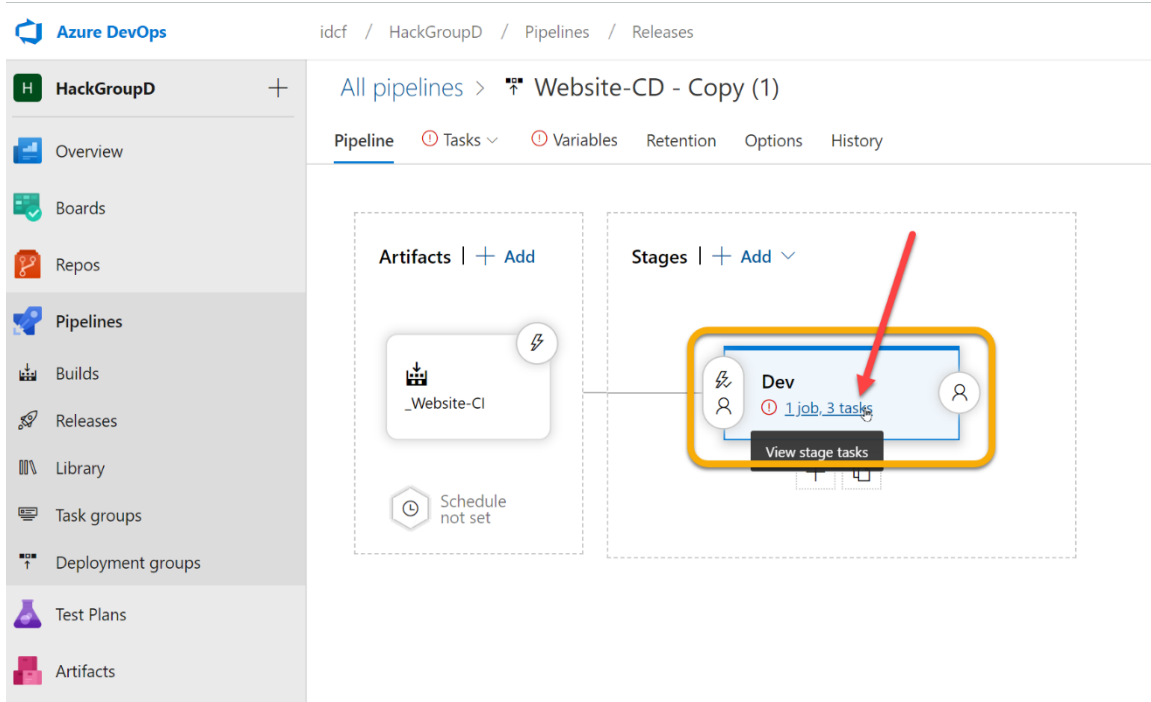 Azure DevOps
idcf / HackGroupD / Pipelines / Releases
H HackGroupD
All pipelines > Website-CD - Copy (1)
Pipeline Tasks Variables Retention Options History
Overview
Boards
Repos
Pipelines
Builds
Releases
Library
Task groups
Deployment groups
Test Plans
Artifacts
Artifacts | + Add
_Website-CI
Schedule
not set
Stages | + Add
Dev
1 job, 3 tasks
View stage tasks